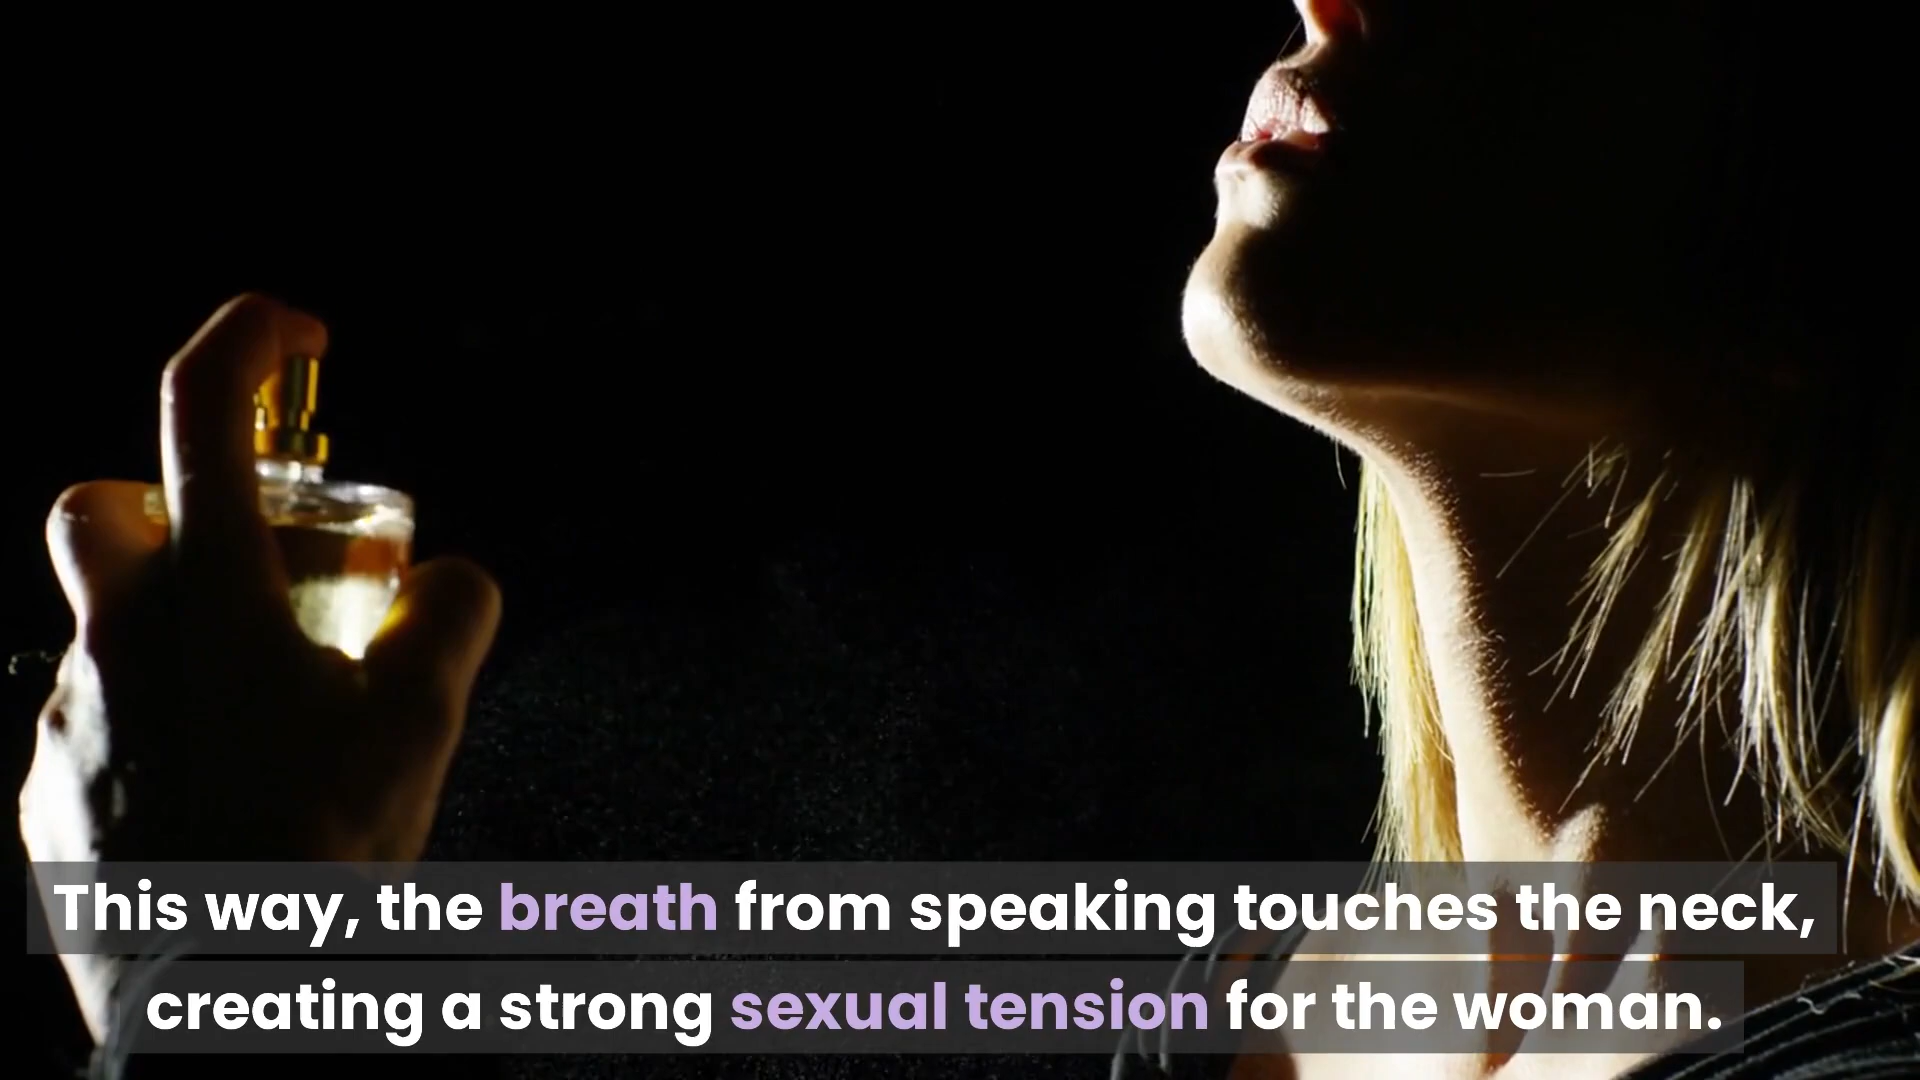 This way, the breath from speaking touches the neck,
creating a strong sexual tension for the woman.